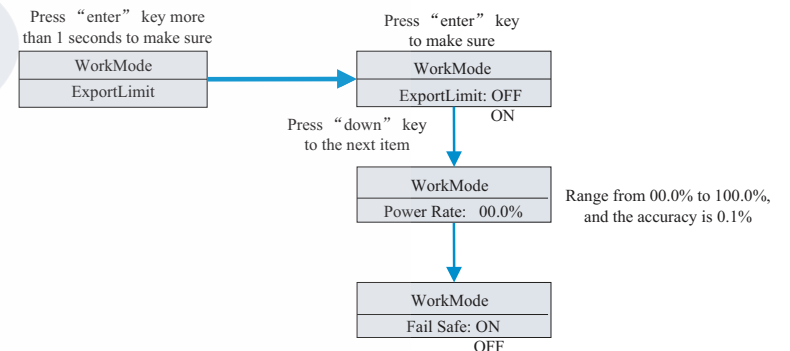 Press “enter” key more
than 1 seconds to make sure
WorkMode
ExportLimit
Press “enter” key
to make sure
WorkMode
ExportLimit: OFF
ON
Press “down” key
to the next item
WorkMode
Power Rate: 00.0%
Range from 00.0% to 100.0%,
and the accuracy is 0.1%
WorkMode
Fail Safe: ON
OFF